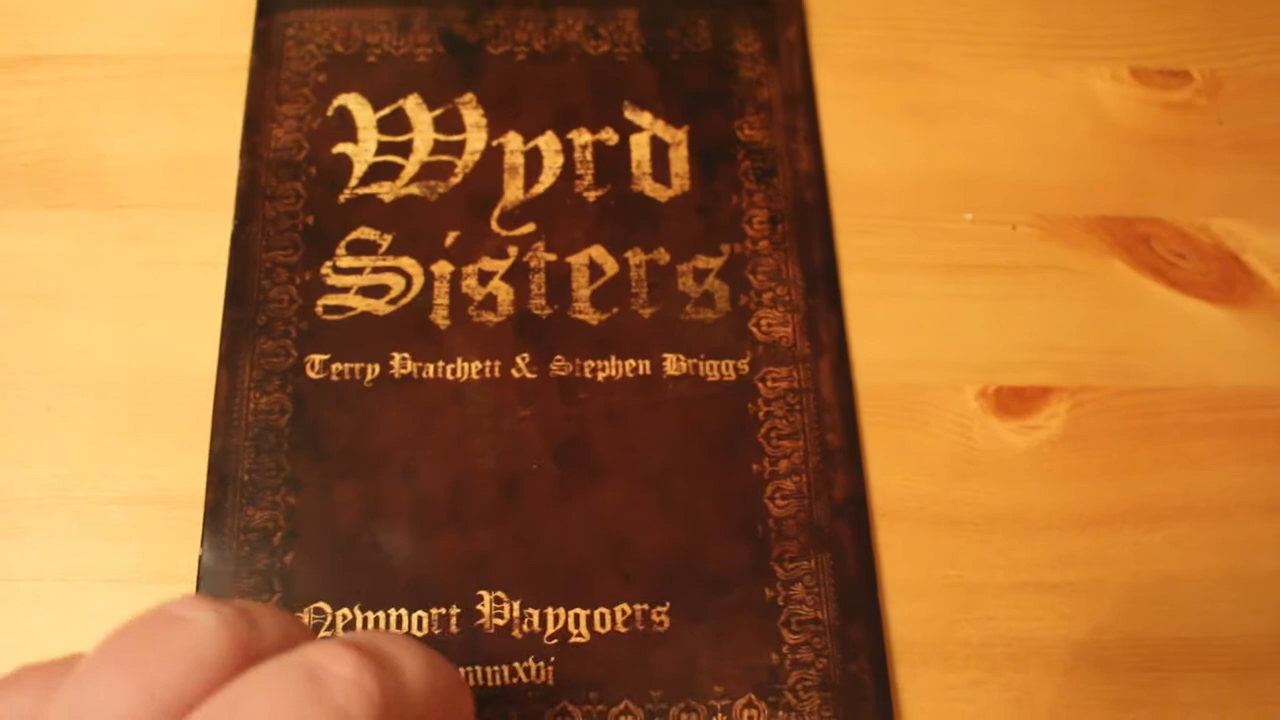 Wyrd
Sisters
Terry Pratchett & Stephen Briggs
Newport Playgoers
mmxvi